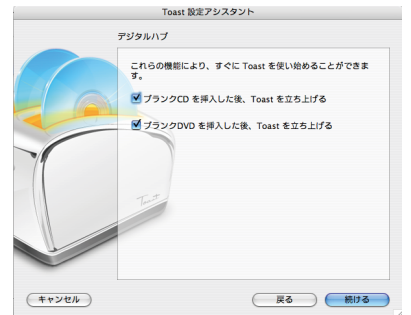 Toast 設定アシスタント
デジタルハブ
これらの機能により、すぐに Toast を使い始めることができま
す。
ブランクCD を挿入した後、Toast を立ち上げる
ブランクDVD を挿入した後、Toast を立ち上げる
Toast
キャンセル
戻る
続ける